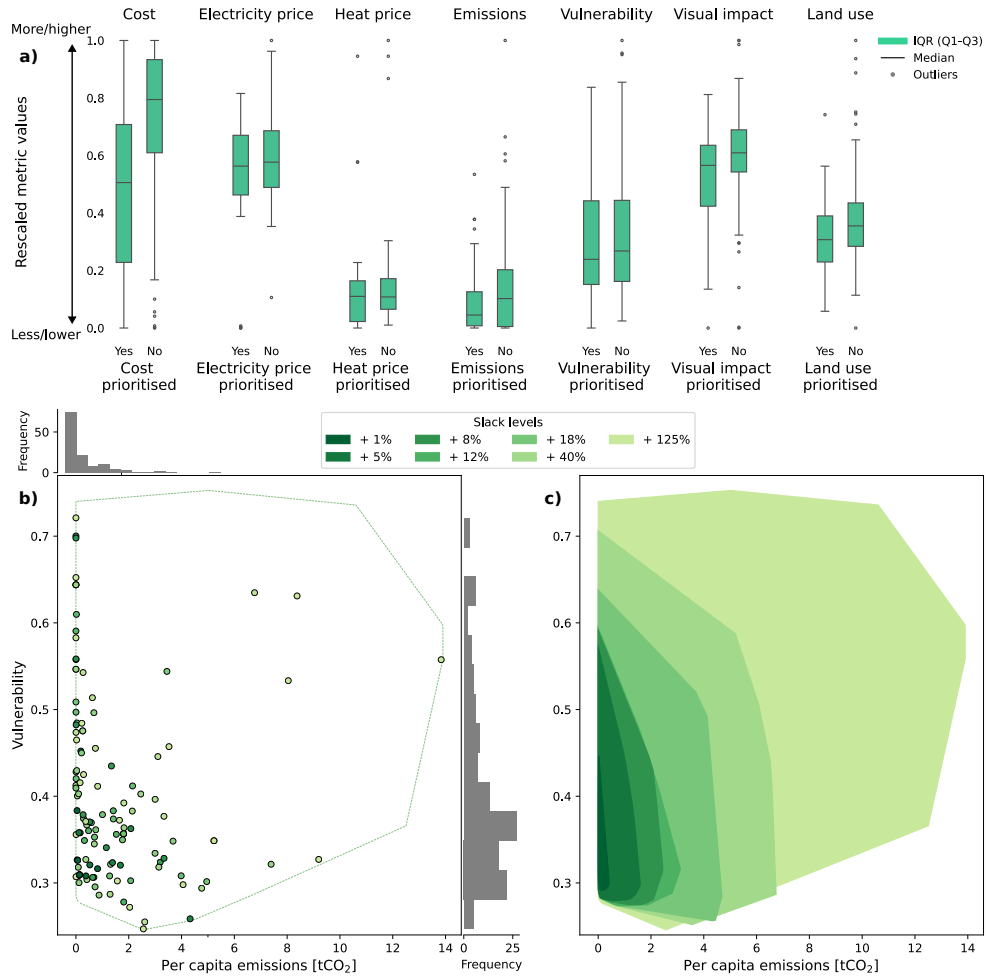 Cost Electricity price Heat price Emissions Vulnerability Visual impact Land use
More/higher
a)
Rescaled metric values
1.0
0.8
0.6
0.4
0.2
0.0
Less/lower
IQR (Q1–Q3)
Median
Outliers
Yes No Yes No Yes No Yes No Yes No Yes No Yes No
Cost prioritised
Electricity price prioritised
Heat price prioritised
Emissions prioritised
Vulnerability prioritised
Visual impact prioritised
Land use prioritised
Frequency
50
0
Slack levels
+ 1% + 8% + 18% + 125%
+ 5% + 12% + 40%
b)
Vulnerability
0.7
0.6
0.5
0.4
0.3
0 2 4 6 8 10 12 14
Per capita emissions [tCO₂]
0 25
Frequency
c)
0.7
0.6
0.5
0.4
0.3
0 2 4 6 8 10 12 14
Per capita emissions [tCO₂]